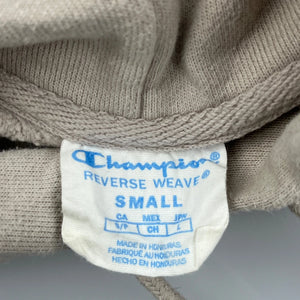 Champion®
REVERSE WEAVE®
SMALL
CA MEX JPN
S/P CH L
MADE IN HONDURAS
FABRIQUÉ AU HONDURAS
HECHO EN HONDURAS